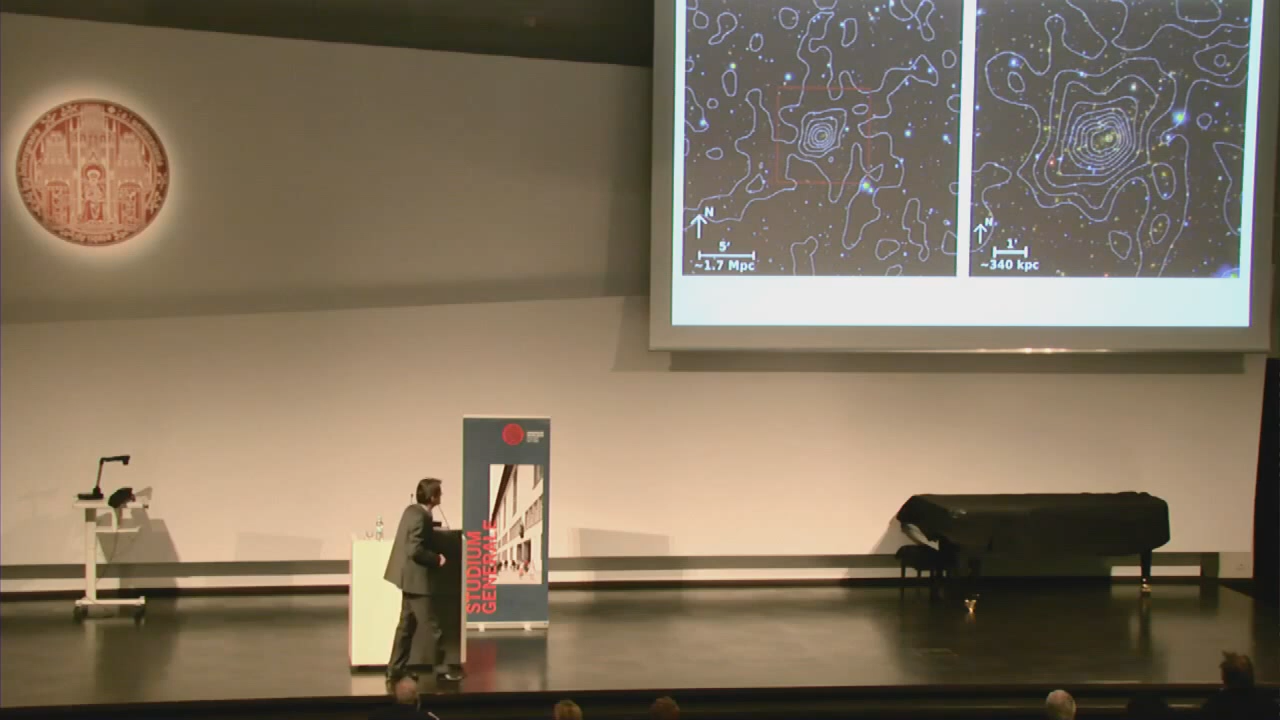 N
5'
~1.7 Mpc
N
1'
~340 kpc
STUDIUM
GENERALE